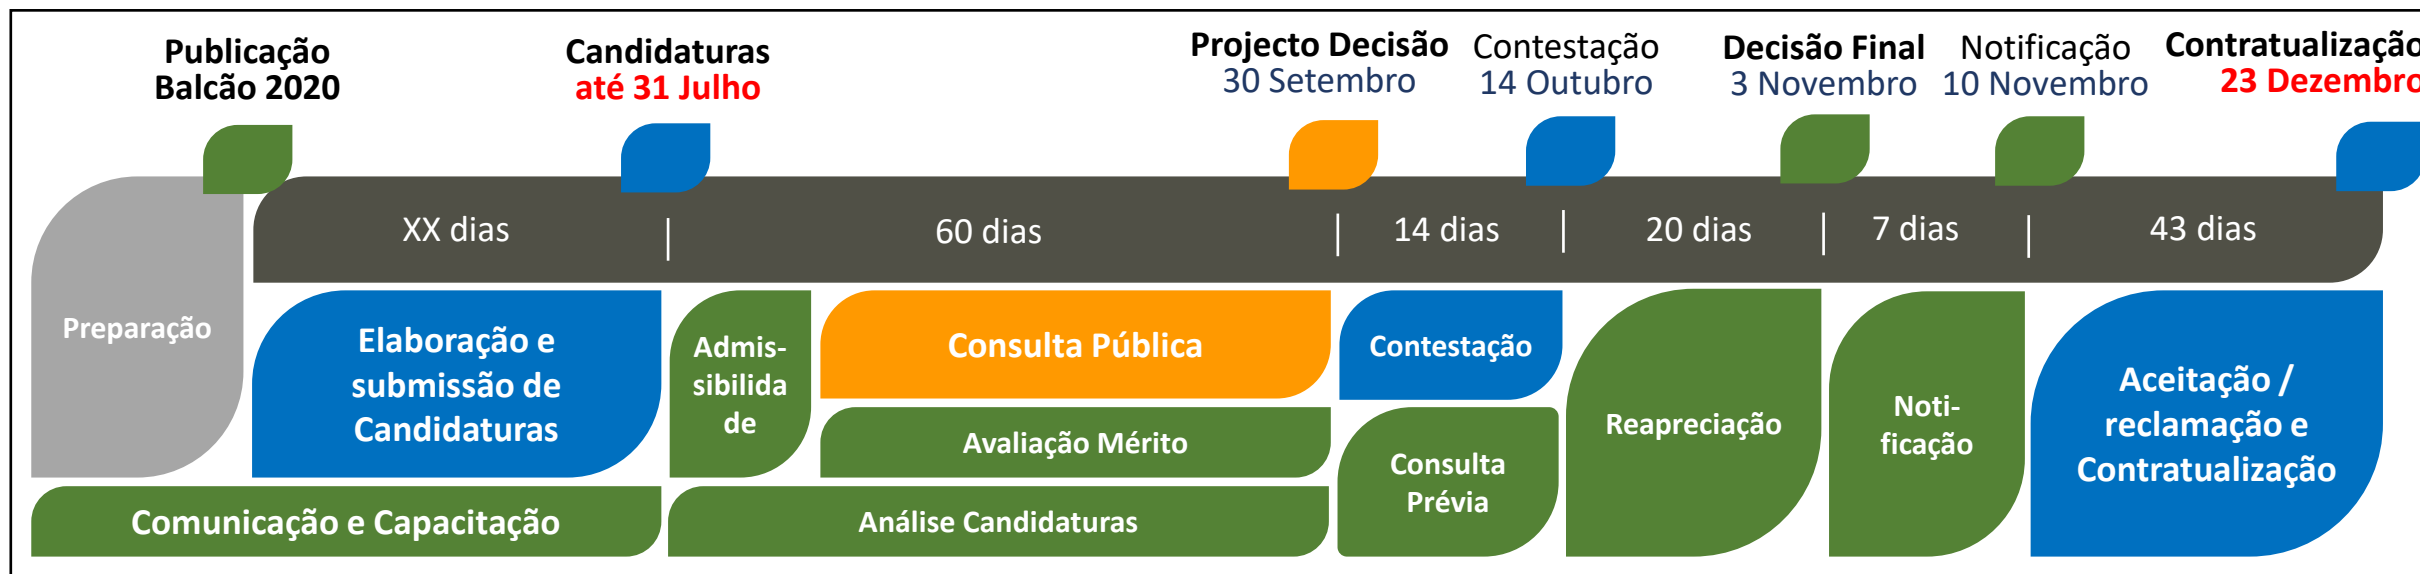 Publicação
Balcão 2020
Candidaturas
até 31 Julho
Projecto Decisão
30 Setembro
Contestação
14 Outubro
Decisão Final
3 Novembro
Notificação
10 Novembro
Contratualização
23 Dezembro
XX dias
60 dias
14 dias
20 dias
7 dias
43 dias
Preparação
Elaboração e
submissão de
Candidaturas
Admis-
sibilida
de
Consulta Pública
Avaliação Mérito
Contestação
Consulta
Prévia
Reapreciação
Noti-
ficação
Aceitação /
reclamação e
Contratualização
Comunicação e Capacitação
Análise Candidaturas